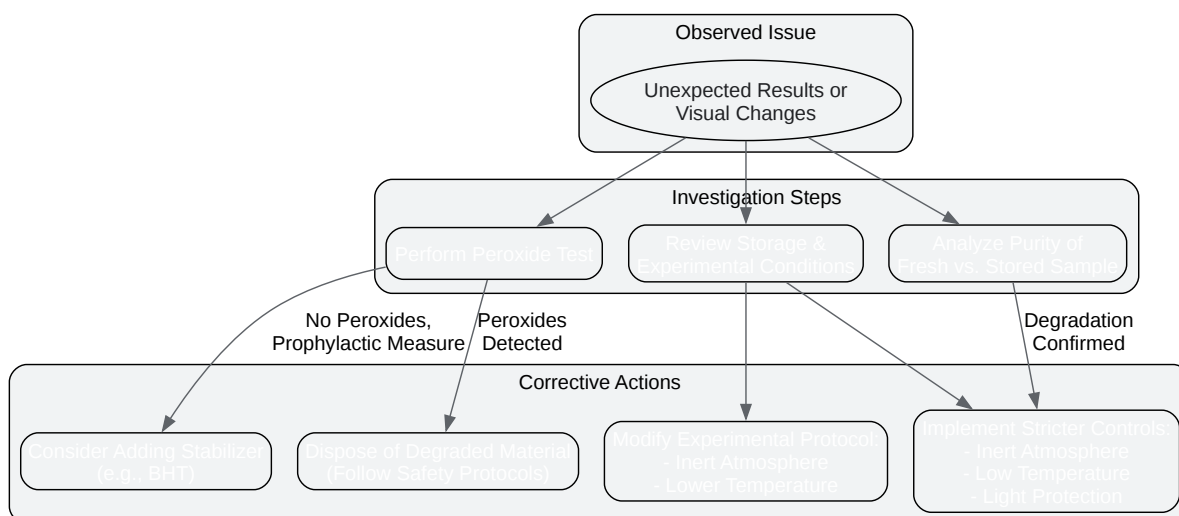 Observed Issue
Unexpected Results or
Visual Changes
Investigation Steps
Perform Peroxide Test
Review Storage &
Experimental Conditions
Analyze Purity of
Fresh vs. Stored Sample
No Peroxides,
Prophylactic Measure
Peroxides
Detected
Degradation
Confirmed
Corrective Actions
Consider Adding Stabilizer
(e.g., BHT)
Dispose of Degraded Material
(Follow Safety Protocols)
Modify Experimental Protocol:
- Inert Atmosphere
- Lower Temperature
Implement Stricter Controls:
- Inert Atmosphere
- Low Temperature
- Light Protection